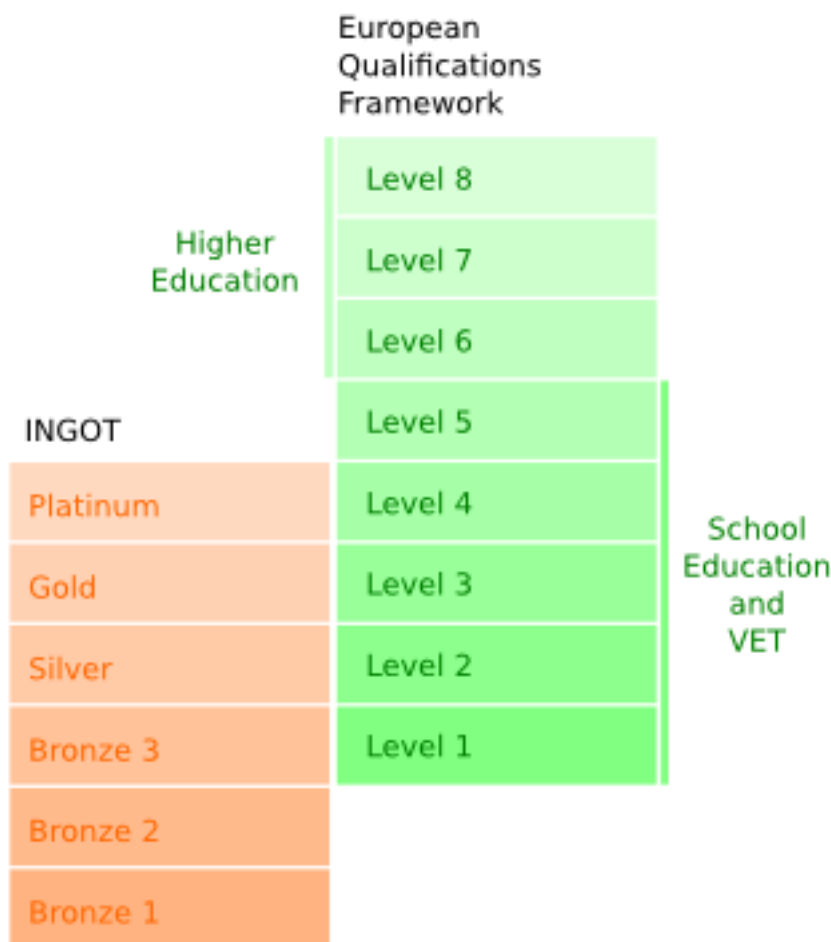 European
Qualifications
Framework
Level 8
Higher
Education
Level 7
Level 6
INGOT
Level 5
Platinum
Level 4
School
Education
and
VET
Gold
Level 3
Silver
Level 2
Bronze 3
Level 1
Bronze 2
Bronze 1